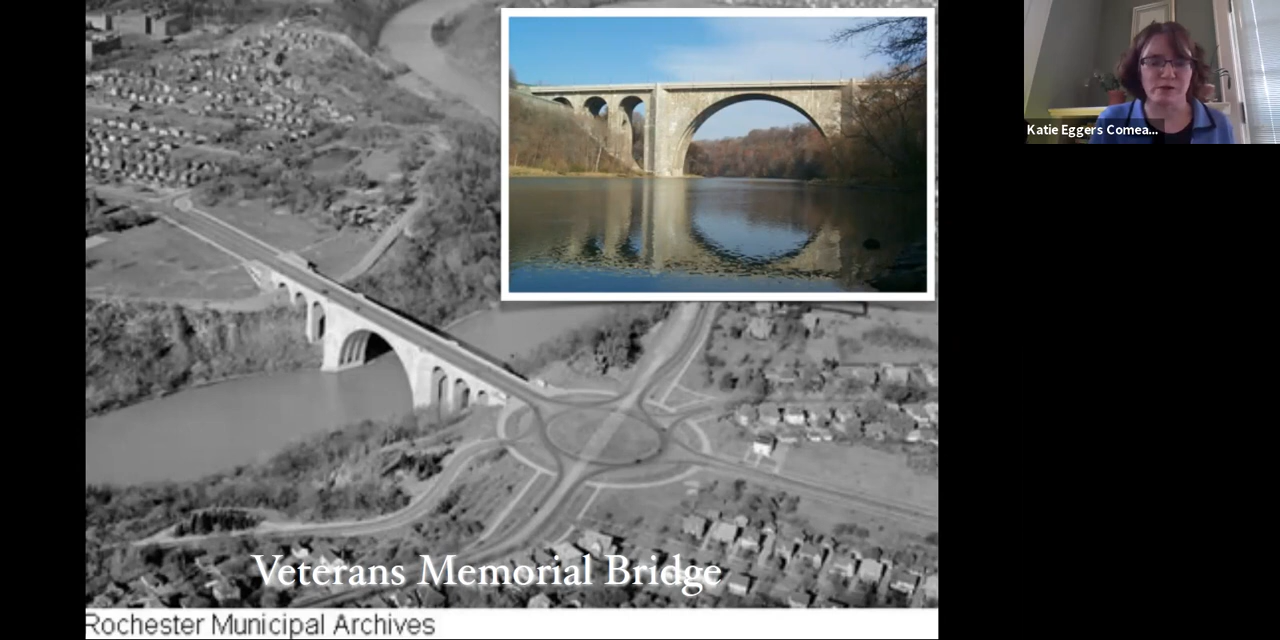 Katie Eggers Comea...
Veterans Memorial Bridge
Rochester Municipal Archives